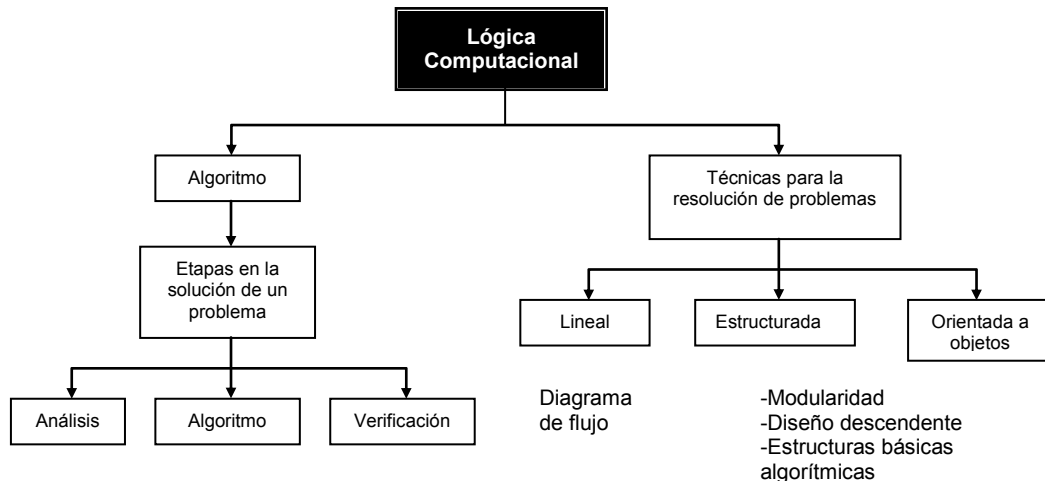 Lógica
Computacional
Algoritmo
Técnicas para la
resolución de problemas
Etapas en la
solución de un
problema
Lineal
Estructurada
Orientada a
objetos
Análisis
Algoritmo
Verificación
Diagrama
de flujo
-Modularidad
-Diseño descendente
-Estructuras básicas
algorítmicas